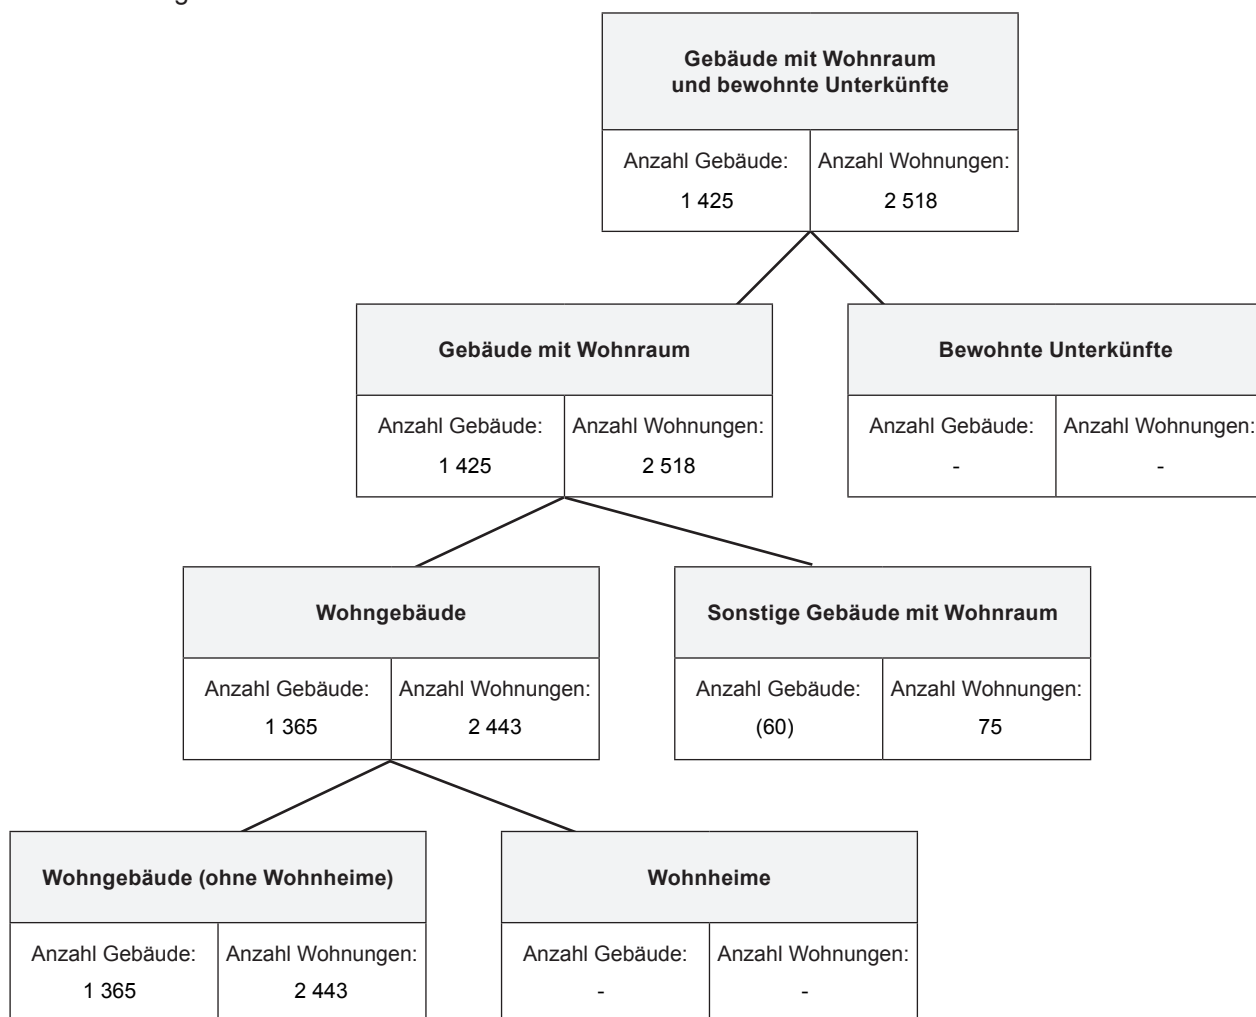 Gebäude mit Wohnraum
und bewohnte Unterkünfte
Anzahl Gebäude: Anzahl Wohnungen:
1 425 2 518
Gebäude mit Wohnraum Bewohnte Unterkünfte
Anzahl Gebäude: Anzahl Wohnungen: Anzahl Gebäude: Anzahl Wohnungen:
1 425 2 518 - -
Wohngebäude Sonstige Gebäude mit Wohnraum
Anzahl Gebäude: Anzahl Wohnungen: Anzahl Gebäude: Anzahl Wohnungen:
1 365 2 443 (60) 75
Wohngebäude (ohne Wohnheime) Wohnheime
Anzahl Gebäude: Anzahl Wohnungen: Anzahl Gebäude: Anzahl Wohnungen:
1 365 2 443 - -